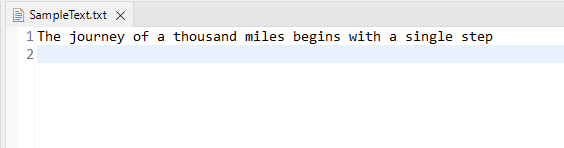 SampleText.txt
1 The journey of a thousand miles begins with a single step
2